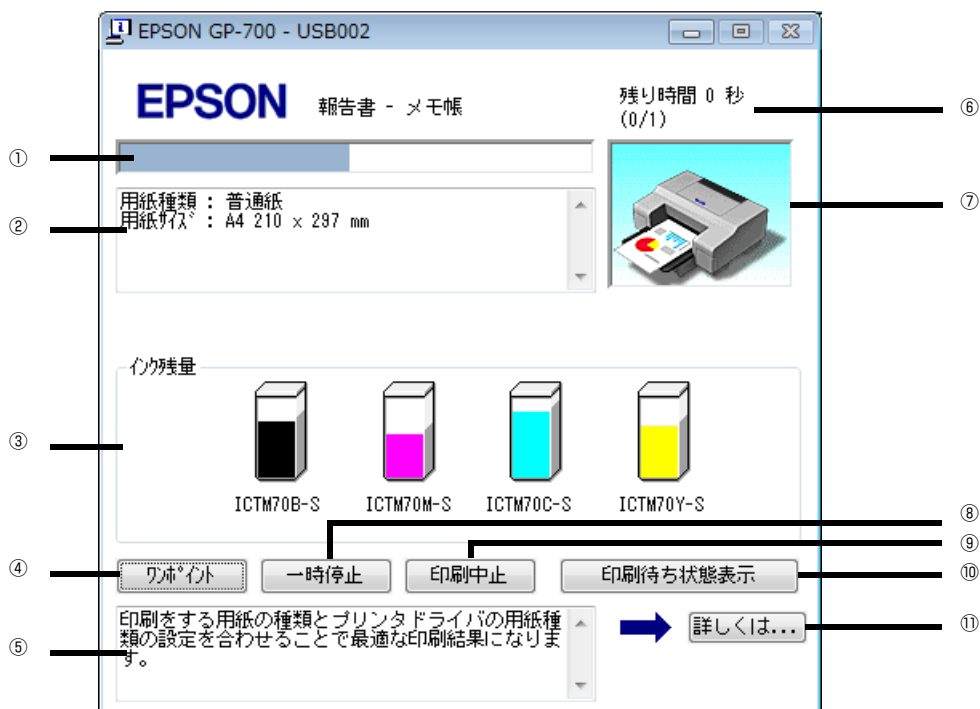 EPSON GP-700 - USB002
EPSON 報告書 - メモ帳
残り時間 0 秒
(0/1)
⑥
①
⑦
用紙種類 : 普通紙
用紙ｻｲｽﾞ : A4 210 x 297 mm
②
ｲﾝｸ残量
③
ICTM70B-S ICTM70M-S ICTM70C-S ICTM70Y-S
⑧
⑨
④
ﾜﾝﾎﾟｲﾝﾄ 一時停止 印刷中止 印刷待ち状態表示
⑩
印刷をする用紙の種類とプリンタドライバの用紙種
類の設定を合わせることで最適な印刷結果になりま
す。
⑤
詳しくは...
⑪